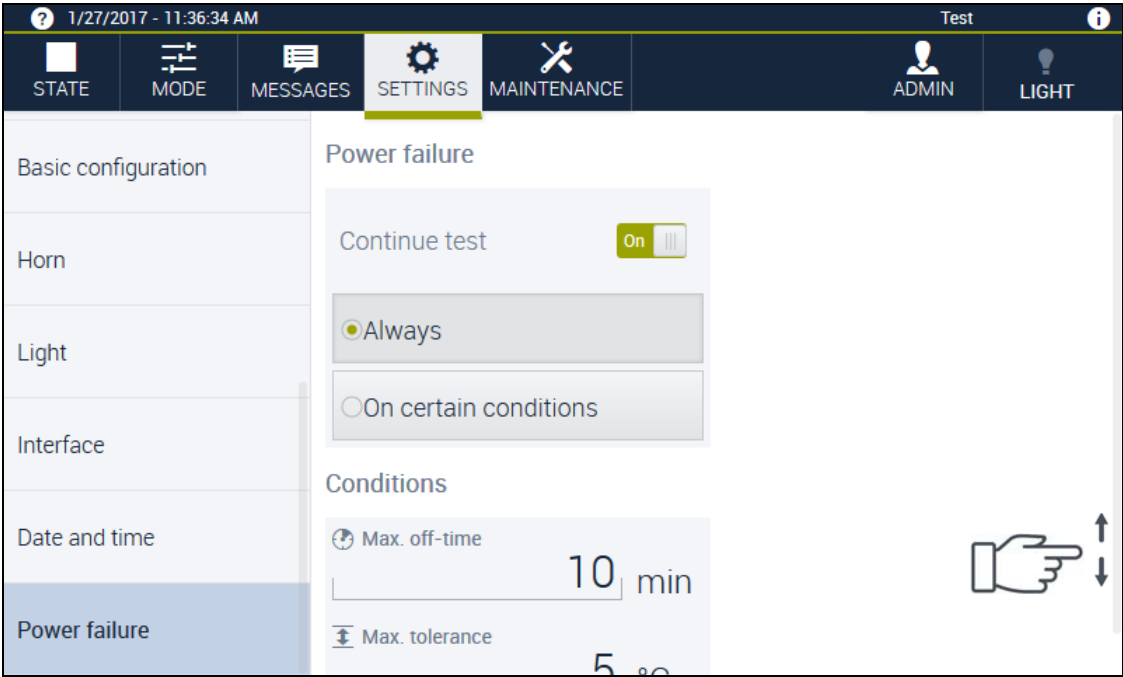 ? 1/27/2017 - 11:36:34 AM Test i
STATE MODE MESSAGES SETTINGS MAINTENANCE ADMIN LIGHT
Basic configuration
Horn
Light
Interface
Date and time
Power failure
Power failure
Continue test On
Always
On certain conditions
Conditions
Max. off-time
10 min
Max. tolerance
5 °C